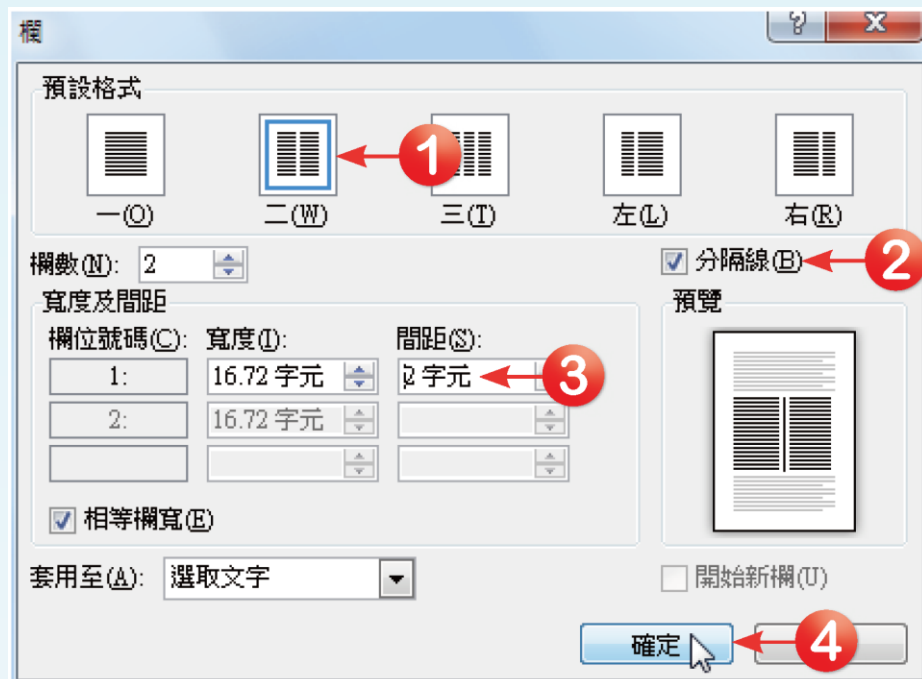 欄
預設格式
1
一(O) 二(W) 三(T) 左(L) 右(R)
欄數(N): 2
分隔線(B) 2
寬度及間距
預覽
欄位號碼(C): 寬度(I): 間距(S):
1: 16.72 字元 2 字元 3
2: 16.72 字元
相等欄寬(E)
套用至(A): 選取文字
開始新欄(U)
確定 4